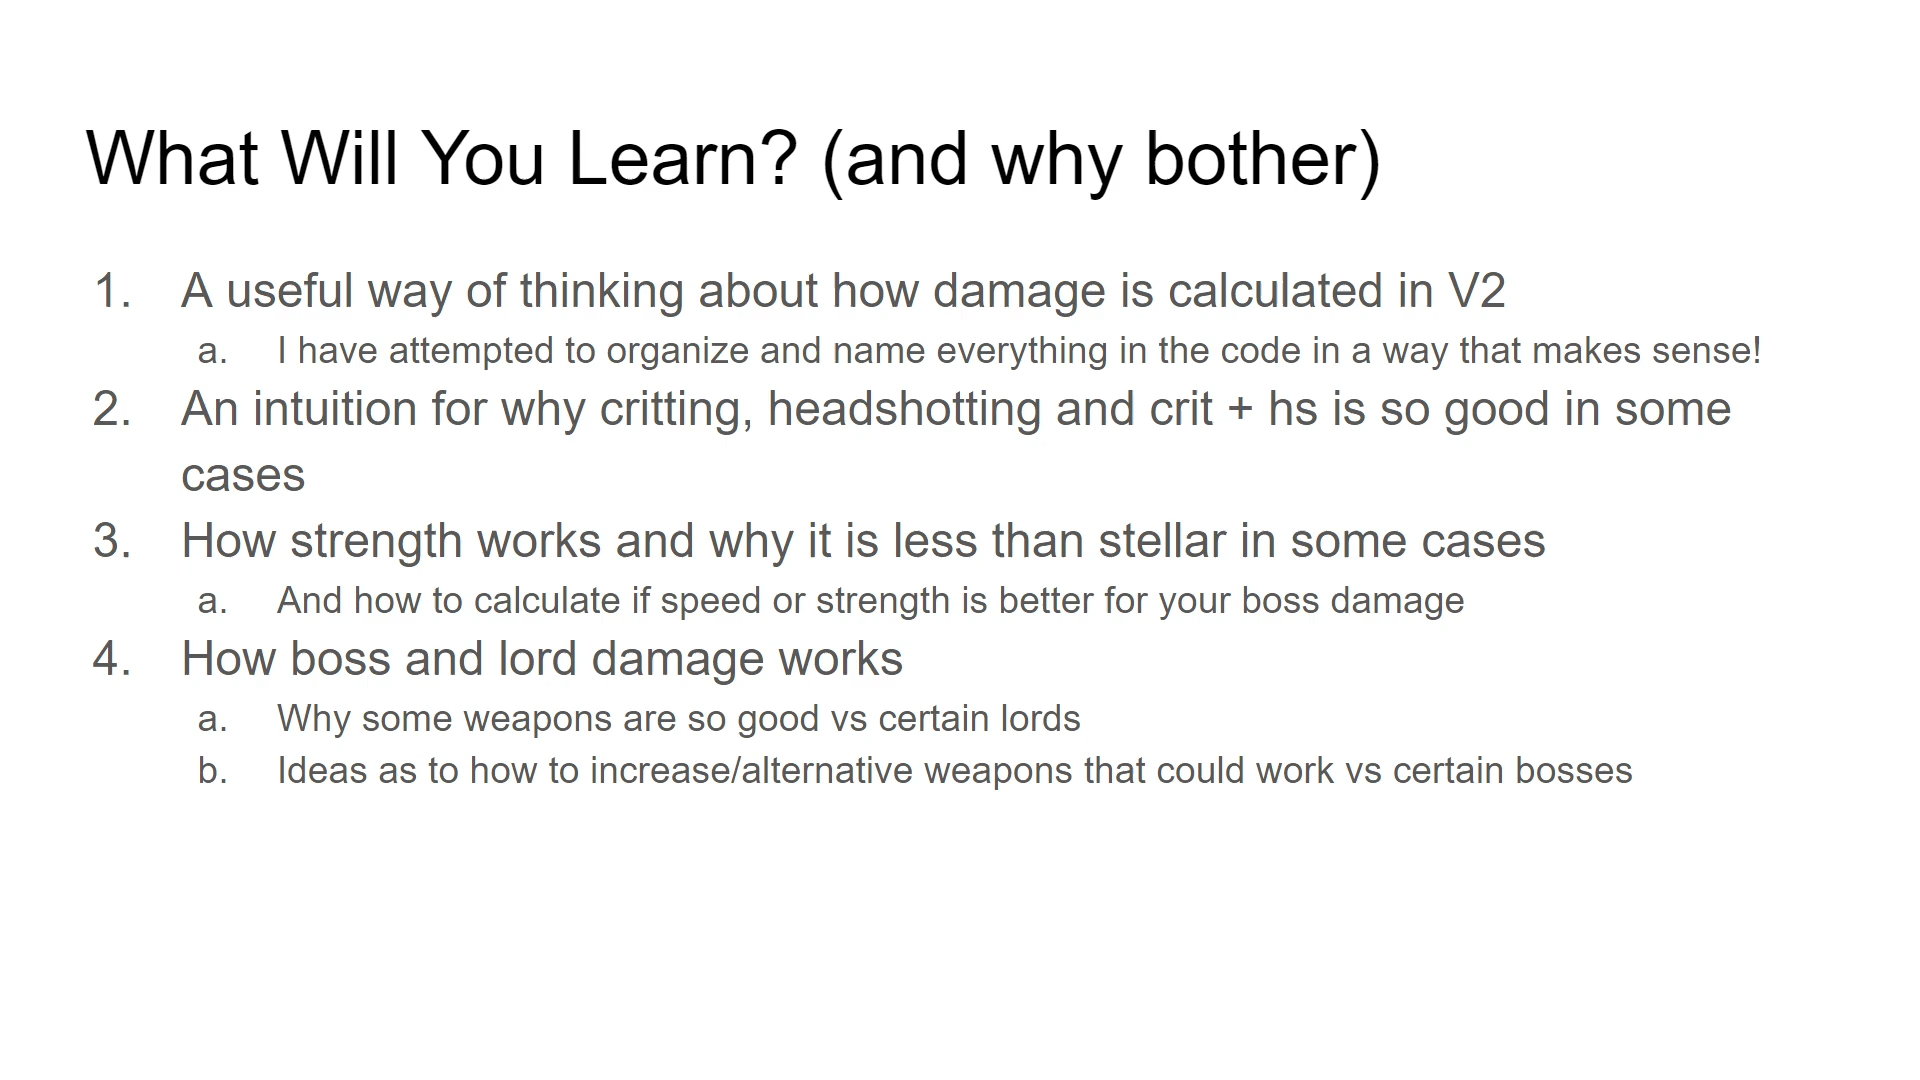 What Will You Learn? (and why bother)
1. A useful way of thinking about how damage is calculated in V2
a. I have attempted to organize and name everything in the code in a way that makes sense!
2. An intuition for why critting, headshotting and crit + hs is so good in some
cases
3. How strength works and why it is less than stellar in some cases
a. And how to calculate if speed or strength is better for your boss damage
4. How boss and lord damage works
a. Why some weapons are so good vs certain lords
b. Ideas as to how to increase/alternative weapons that could work vs certain bosses